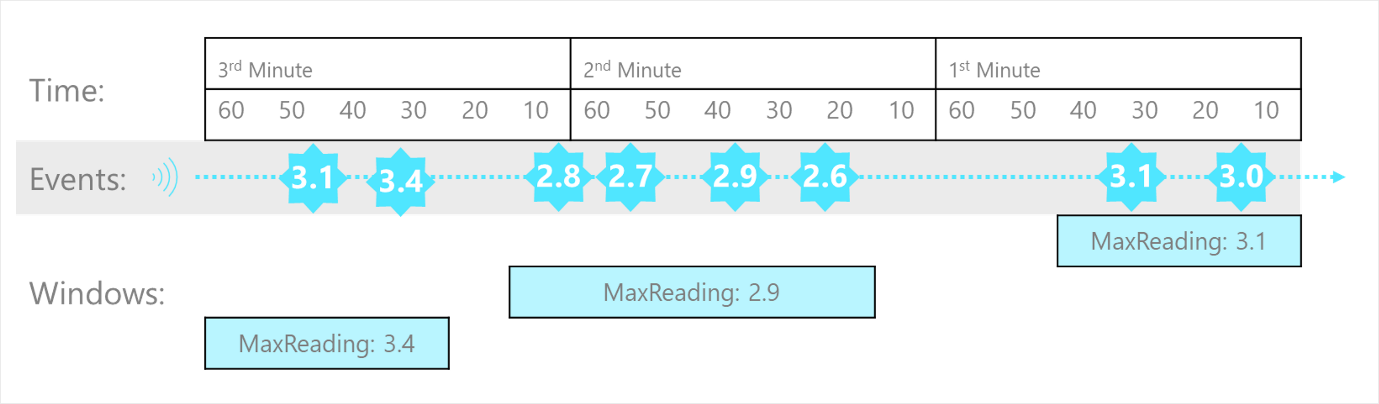 3rd Minute 2nd Minute 1st Minute
Time:
60 50 40 30 20 10 60 50 40 30 20 10 60 50 40 30 20 10
Events: 3.1 3.4 2.8 2.7 2.9 2.6 3.1 3.0
MaxReading: 3.1
Windows: MaxReading: 2.9
MaxReading: 3.4